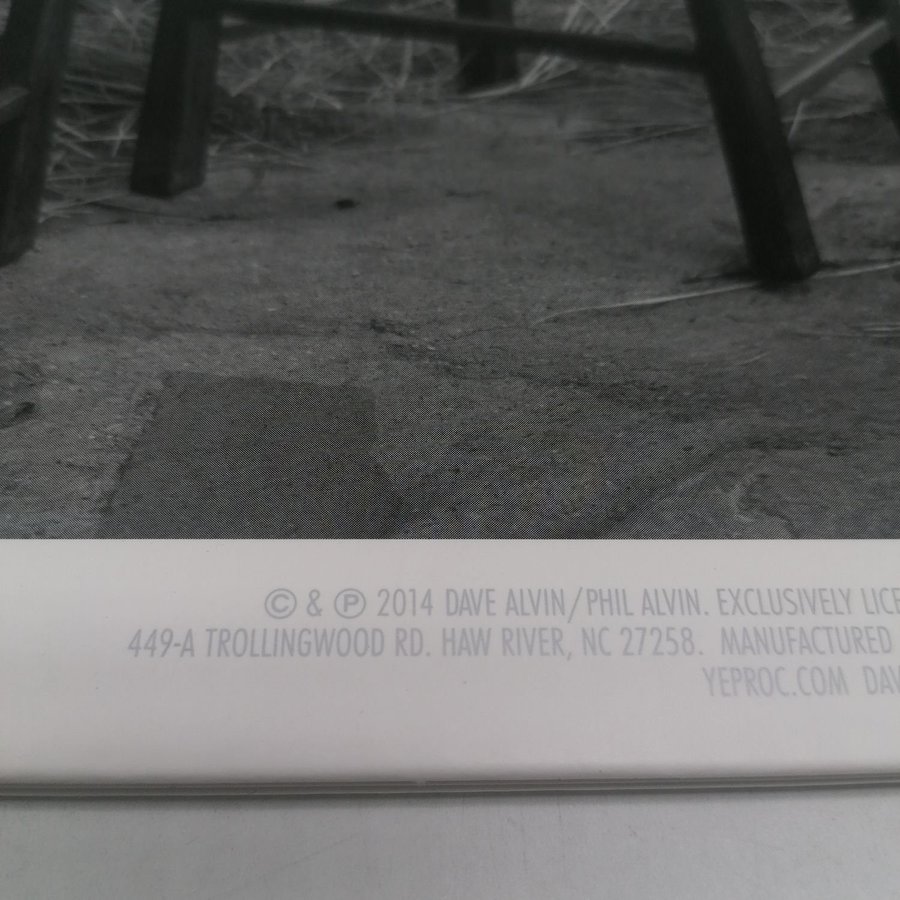 © & ℗ 2014 DAVE ALVIN/PHIL ALVIN. EXCLUSIVELY
449-A TROLLINGWOOD RD. HAW RIVER, NC 27258. MANUFACTURED
YEPROC.COM